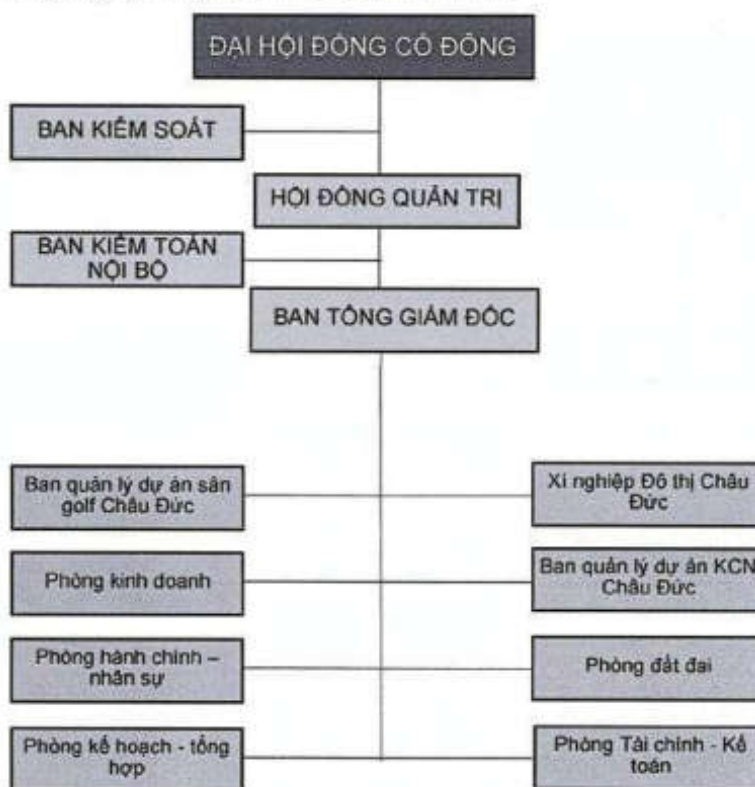 ĐẠI HỘI ĐỒNG CỔ ĐÔNG
BAN KIỂM SOÁT
HỘI ĐỒNG QUẢN TRỊ
BAN KIỂM TOÁN
NỘI BỘ
BAN TỔNG GIÁM ĐỐC
Ban quản lý dự án sân
golf Châu Đức
Xí nghiệp Đô thị Châu
Đức
Phòng kinh doanh
Ban quản lý dự án KCN
Châu Đức
Phòng hành chính –
nhân sự
Phòng đất đai
Phòng kế hoạch - tổng
hợp
Phòng Tài chính - Kế
toán